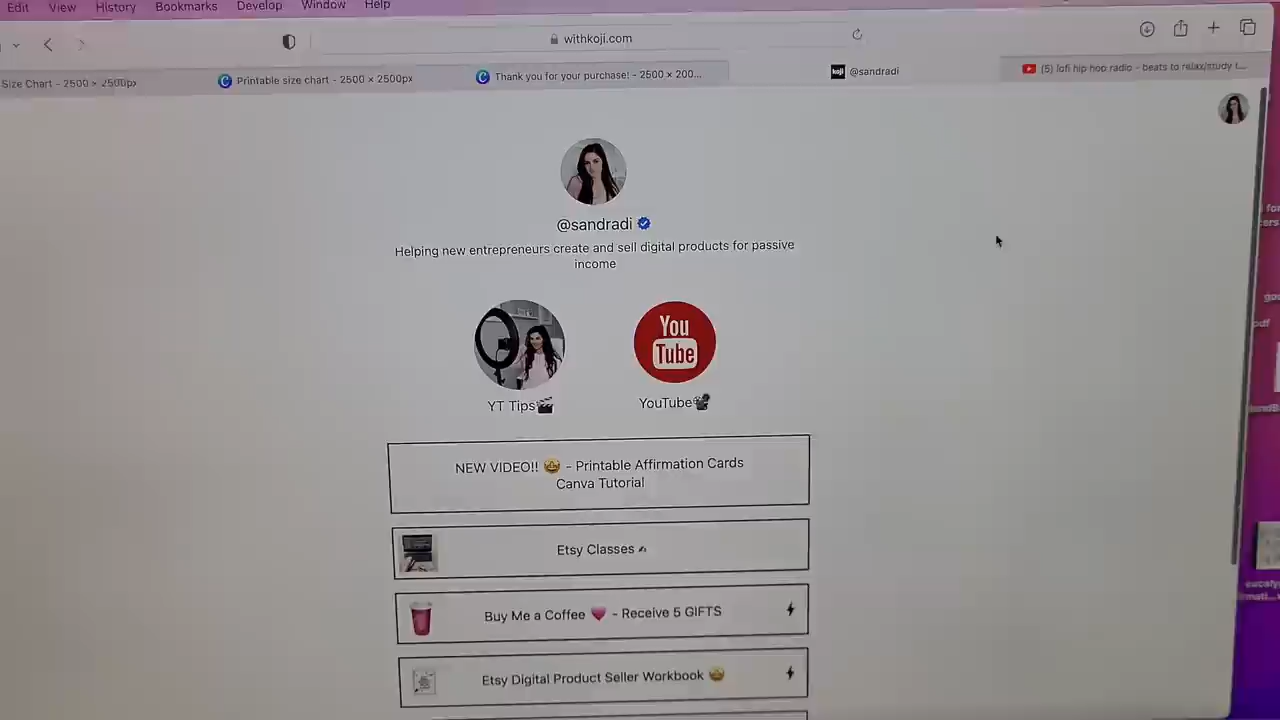 Edit View History Bookmarks Develop Window Help
withkoji.com
Size Chart - 2500 × 2500px
Printable size chart - 2500 × 2500px
Thank you for your purchase! - 2500 × 200...
koji @sandradi
(5) lofi hip hop radio - beats to relax/study t...
@sandradi
Helping new entrepreneurs create and sell digital products for passive
income
You
Tube
YT Tips🎬
YouTube📽
NEW VIDEO!! 🤩 - Printable Affirmation Cards
Canva Tutorial
Etsy Classes ✍
Buy Me a Coffee 💗 - Receive 5 GIFTS
Etsy Digital Product Seller Workbook 🤩